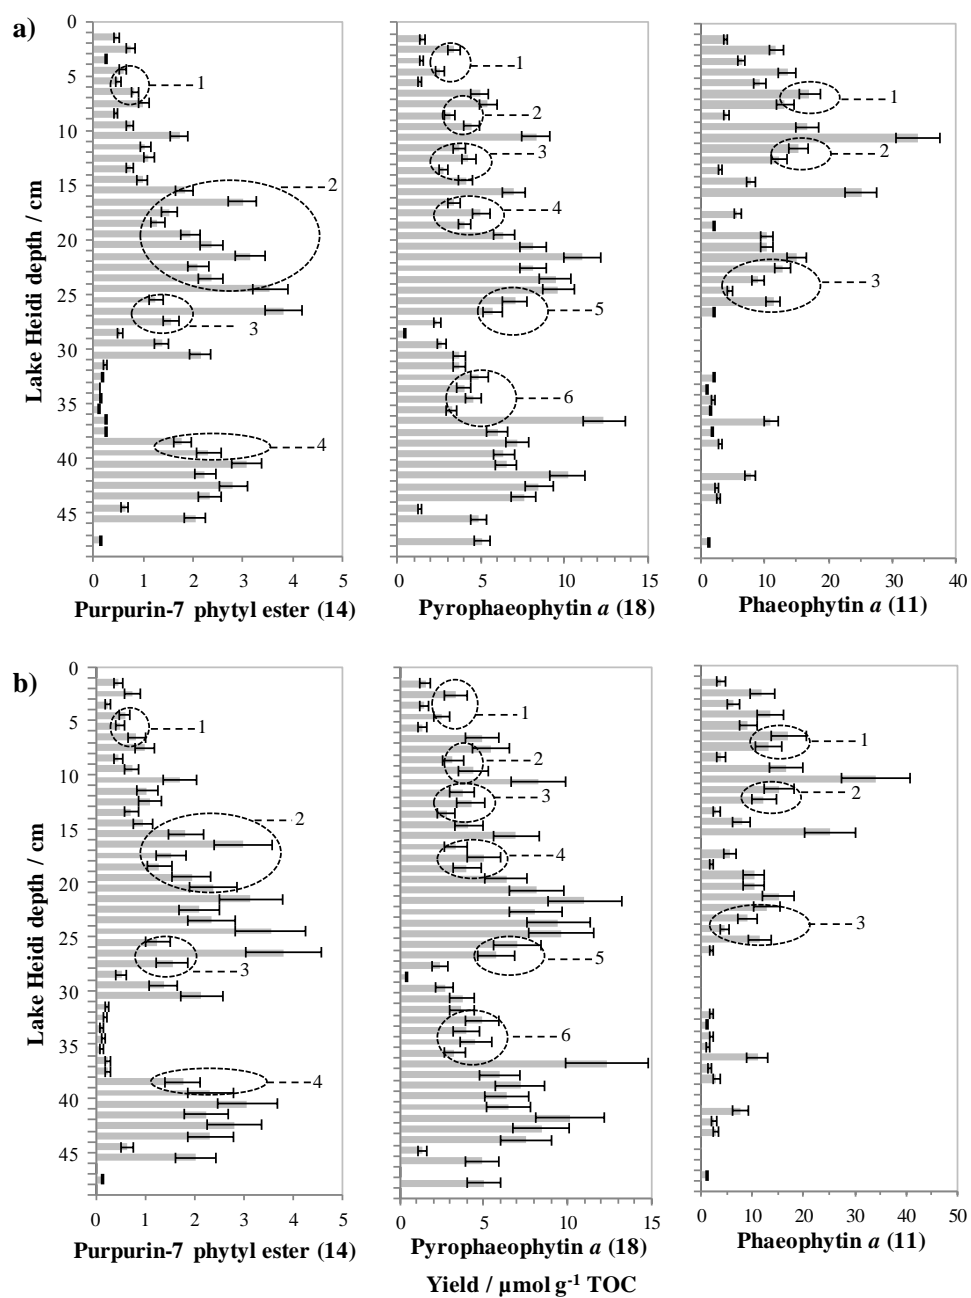 a)
Lake Heidi depth / cm
0
5
10
15
20
25
30
35
40
45
1
2
3
4
0 1 2 3 4 5
Purpurin-7 phytyl ester (14)
1
2
3
4
5
6
0 5 10 15
Pyrophaeophytin a (18)
1
2
3
0 10 20 30 40
Phaeophytin a (11)
b)
Lake Heidi depth / cm
0
5
10
15
20
25
30
35
40
45
1
2
3
4
0 1 2 3 4 5
Purpurin-7 phytyl ester (14)
1
2
3
4
5
6
0 5 10 15
Pyrophaeophytin a (18)
1
2
3
0 10 20 30 40 50
Phaeophytin a (11)
Yield / µmol g⁻¹ TOC